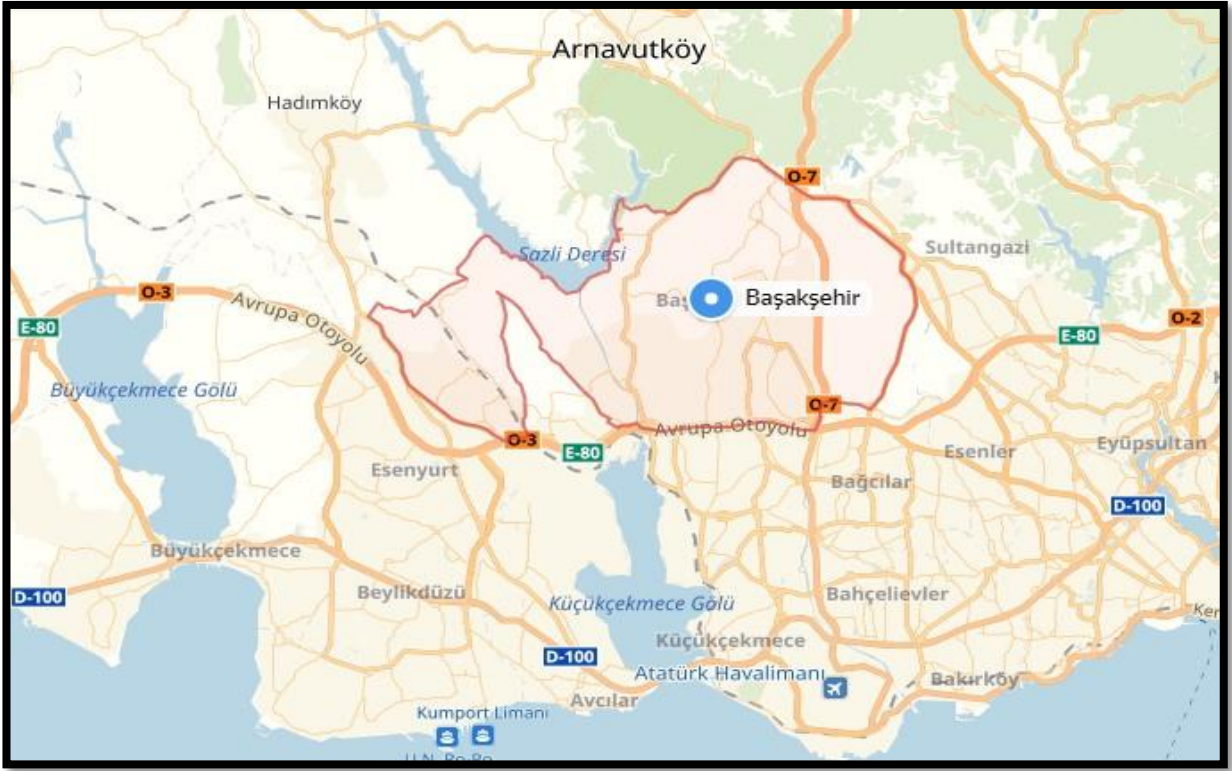 Arnavutköy
Hadımköy
O-7
Sultangazi
Sazli Deresi
O-3
Avrupa Otoyolu
Başakşehir
E-80
O-2
E-80
Büyükçekmece Gölü
O-7
Avrupa Otoyolu
O-3
E-80
Esenyurt
Esenler
Eyüpsultan
Bağcılar
D-100
Büyükçekmece
D-100
Beylikdüzü
Küçükçekmece Gölü
Bahçelievler
Küçükçekmece
D-100
Atatürk Havalimanı
Bakırköy
Avcılar
Kumport Limanı